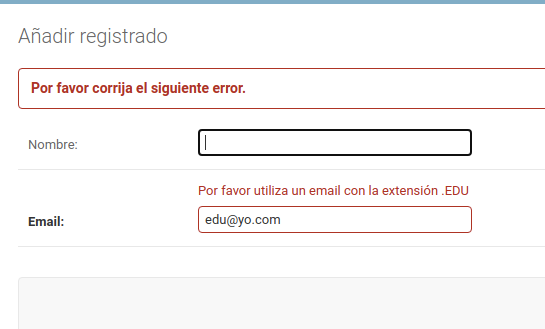 Añadir registrado
Por favor corrija el siguiente error.
Nombre:
Por favor utiliza un email con la extensión .EDU
Email:
edu@yo.com